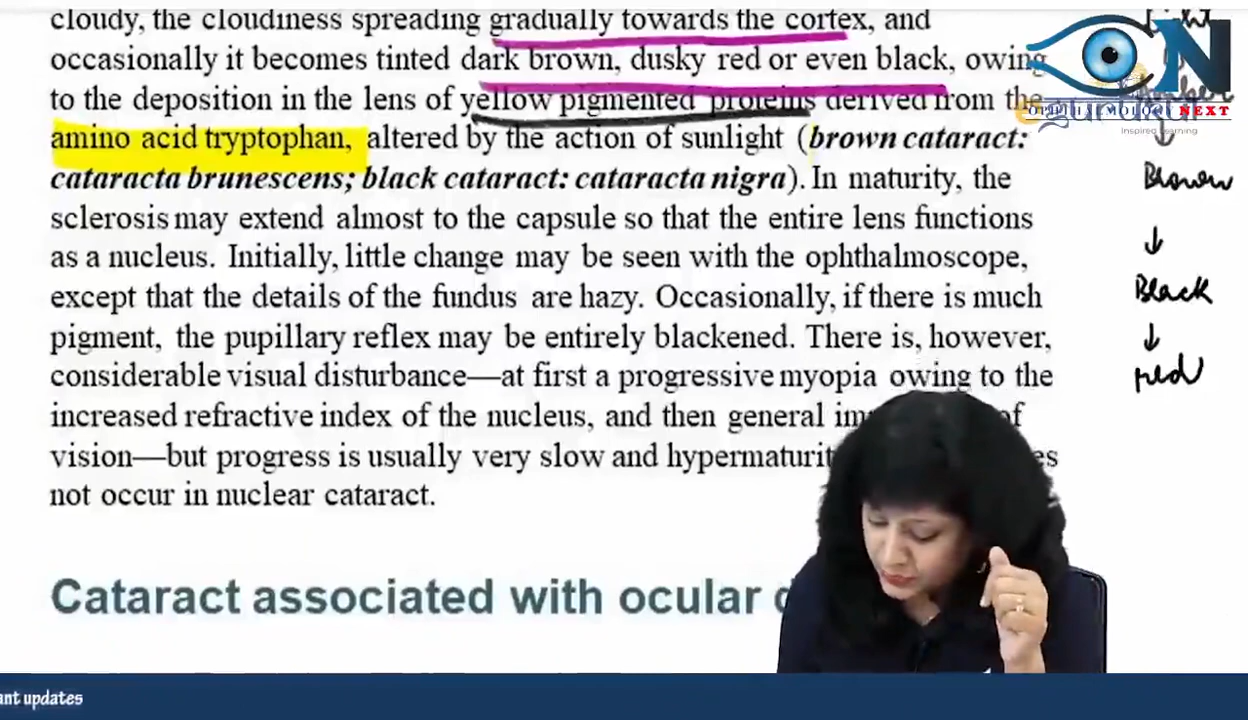 cloudy, the cloudiness spreading gradually towards the cortex, and
occasionally it becomes tinted dark brown, dusky red or even black, owing
to the deposition in the lens of yellow pigmented proteins derived from the
amino acid tryptophan, altered by the action of sunlight (brown cataract:
cataracta brunescens; black cataract: cataracta nigra). In maturity, the
sclerosis may extend almost to the capsule so that the entire lens functions
as a nucleus. Initially, little change may be seen with the ophthalmoscope,
except that the details of the fundus are hazy. Occasionally, if there is much
pigment, the pupillary reflex may be entirely blackened. There is, however,
considerable visual disturbance—at first a progressive myopia owing to the
increased refractive index of the nucleus, and then general of
vision—but progress is usually very slow and
not occur in nuclear cataract.
Cataract associated with ocular
ON
OPHTHALMOLOGY NEXT
Inspired Learning
Brown
↓
Black
↓
red
ant updates